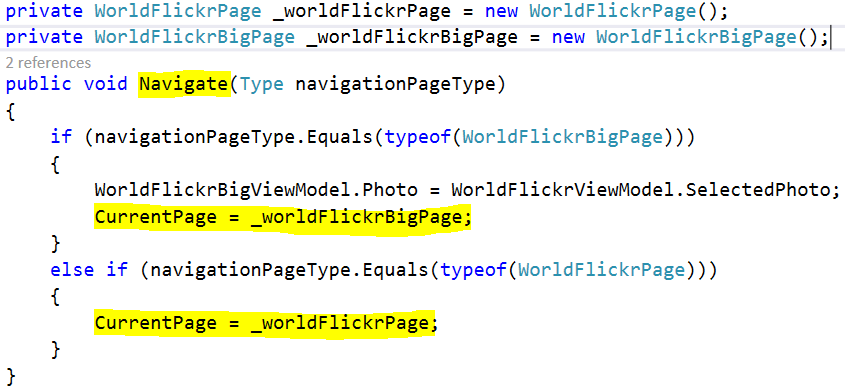 private WorldFlickrPage _worldFlickrPage = new WorldFlickrPage();
private WorldFlickrBigPage _worldFlickrBigPage = new WorldFlickrBigPage();
2 references
public void Navigate(Type navigationPageType)
{
    if (navigationPageType.Equals(typeof(WorldFlickrBigPage)))
    {
        WorldFlickrBigViewModel.Photo = WorldFlickrViewModel.SelectedPhoto;
        CurrentPage = _worldFlickrBigPage;
    }
    else if (navigationPageType.Equals(typeof(WorldFlickrPage)))
    {
        CurrentPage = _worldFlickrPage;
    }
}